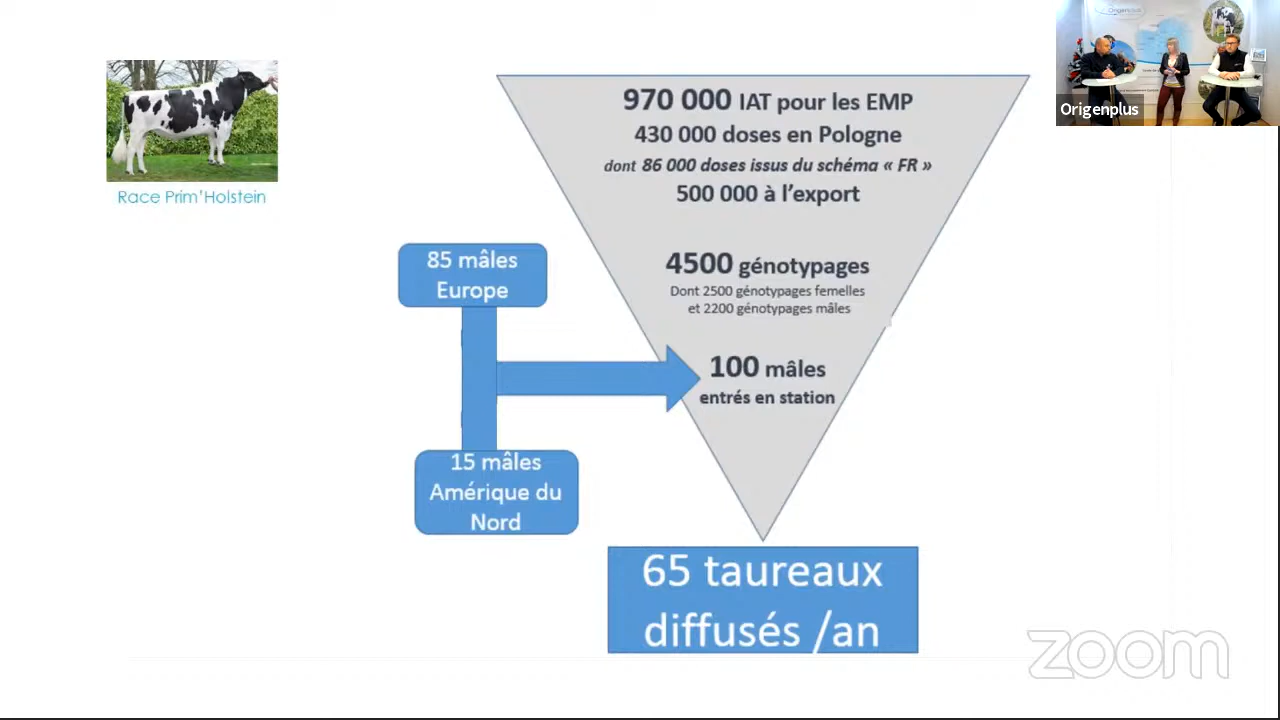 Origenplus
Origenplus
Race Prim'Holstein
970 000 IAT pour les EMP
430 000 doses en Pologne
dont 86 000 doses issus du schéma « FR »
500 000 à l'export
85 mâles
Europe
4500 génotypages
Dont 2500 génotypages femelles
et 2200 génotypages mâles
100 mâles
entrés en station
15 mâles
Amérique du
Nord
65 taureaux
diffusés /an
zoom